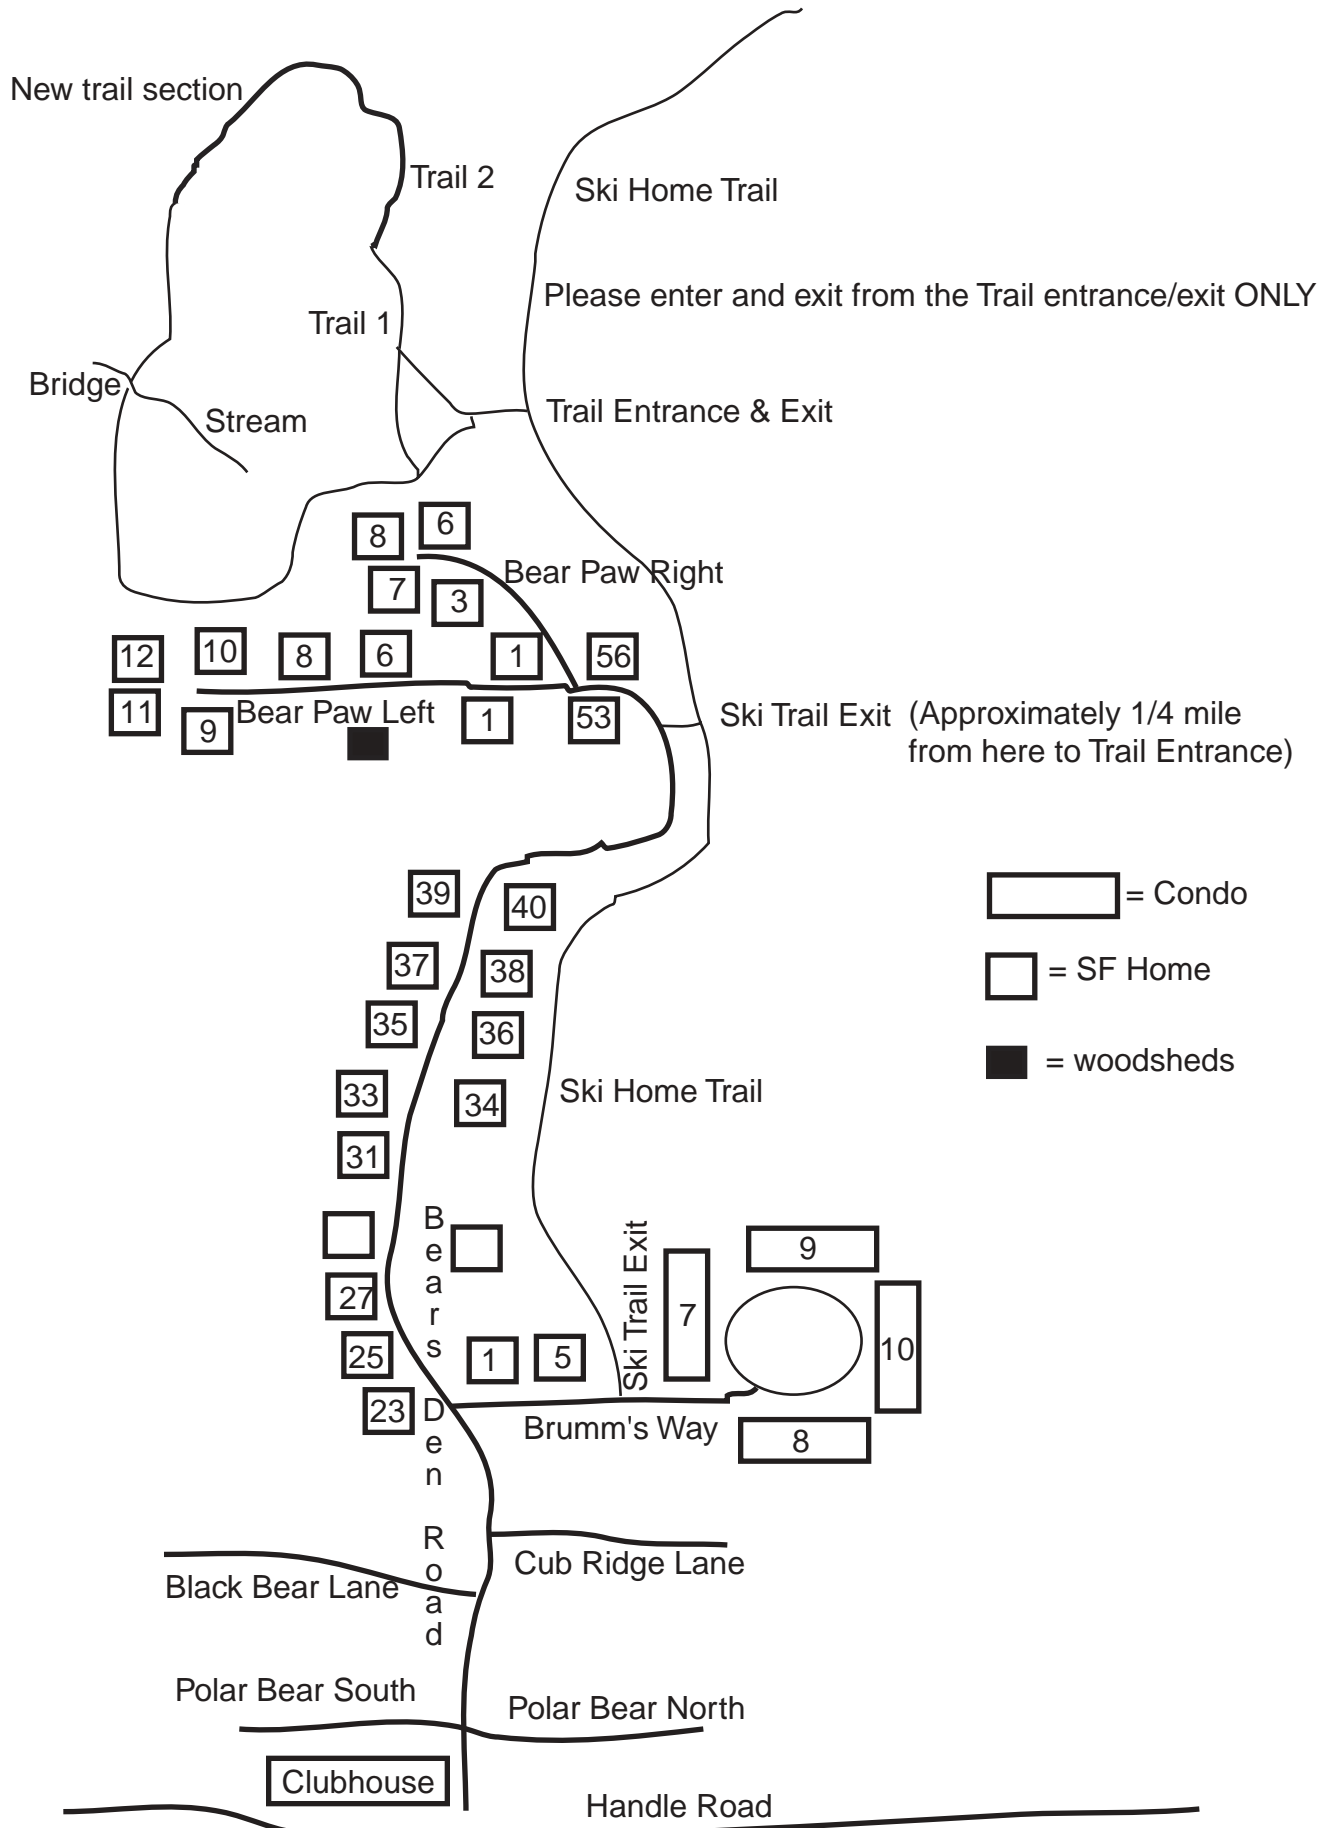 New trail section
Trail 2
Ski Home Trail
Please enter and exit from the Trail entrance/exit ONLY
Trail 1
Bridge
Stream
Trail Entrance & Exit
6
8
Bear Paw Right
7
3
12
10
8
6
1
56
11
9
Bear Paw Left
1
53
Ski Trail Exit (Approximately 1/4 mile
from here to Trail Entrance)
39
40
= Condo
37
38
= SF Home
35
36
= woodsheds
33
34
Ski Home Trail
31
Bears Den Road
Ski Trail Exit
9
27
7
25
1
5
10
23
Brumm's Way
8
Cub Ridge Lane
Black Bear Lane
Polar Bear South
Polar Bear North
Clubhouse
Handle Road